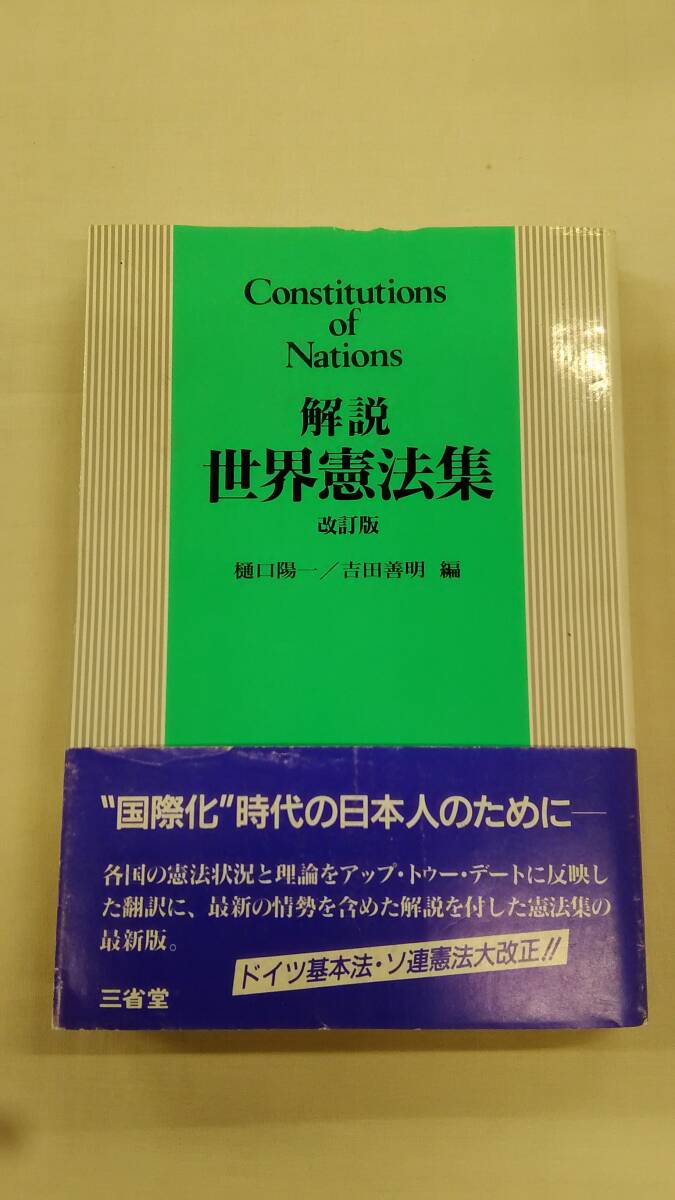 Constitutions
of
Nations
解説
世界憲法集
改訂版
樋口陽一／吉田善明 編
“国際化”時代の日本人のために——
各国の憲法状況と理論をアップ・トゥー・デートに反映し
た翻訳に、最新の情勢を含めた解説を付した憲法集の
最新版。
ドイツ基本法・ソ連憲法大改正!!
三省堂